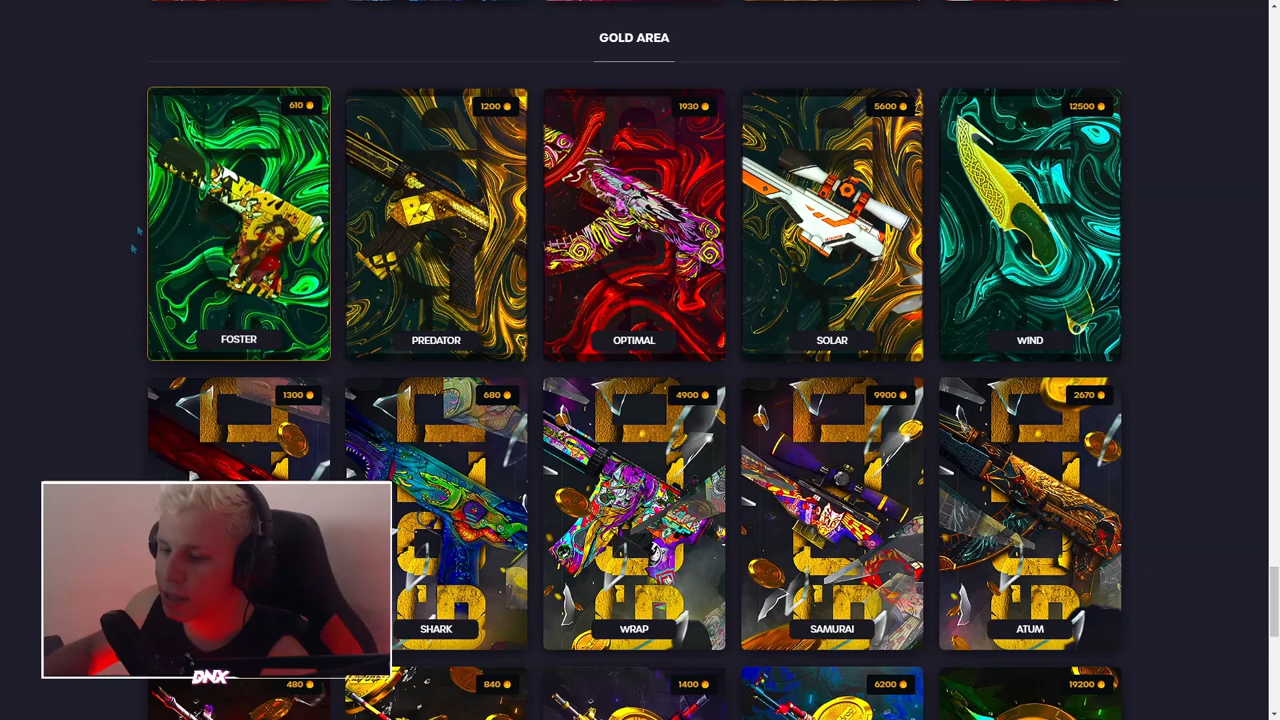 GOLD AREA
610
1200
1930
5600
12500
FOSTER
PREDATOR
OPTIMAL
SOLAR
WIND
1300
680
4900
9900
2670
SHARK
WRAP
SAMURAI
ATUM
DNX
480
840
1400
6200
19200